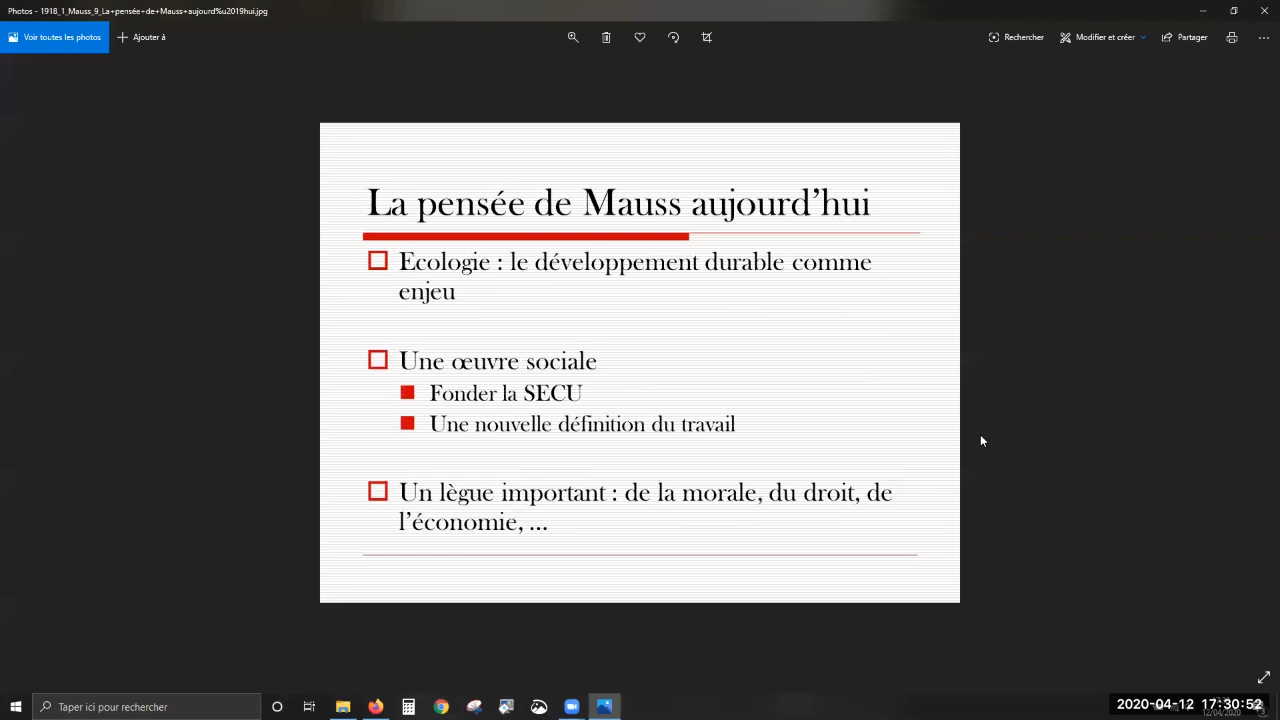 Photos - 1918_1_Mauss_9_La+pensée+de+Mauss+aujourd%u2019hui.jpg
Voir toutes les photos
Ajouter à
Rechercher
Modifier et créer
Partager
La pensée de Mauss aujourd’hui
Ecologie : le développement durable comme
enjeu
Une œuvre sociale
Fonder la SECU
Une nouvelle définition du travail
Un lègue important : de la morale, du droit, de
l’économie, ...
Taper ici pour rechercher
2020-04-12 17:30:52
12/04/2020